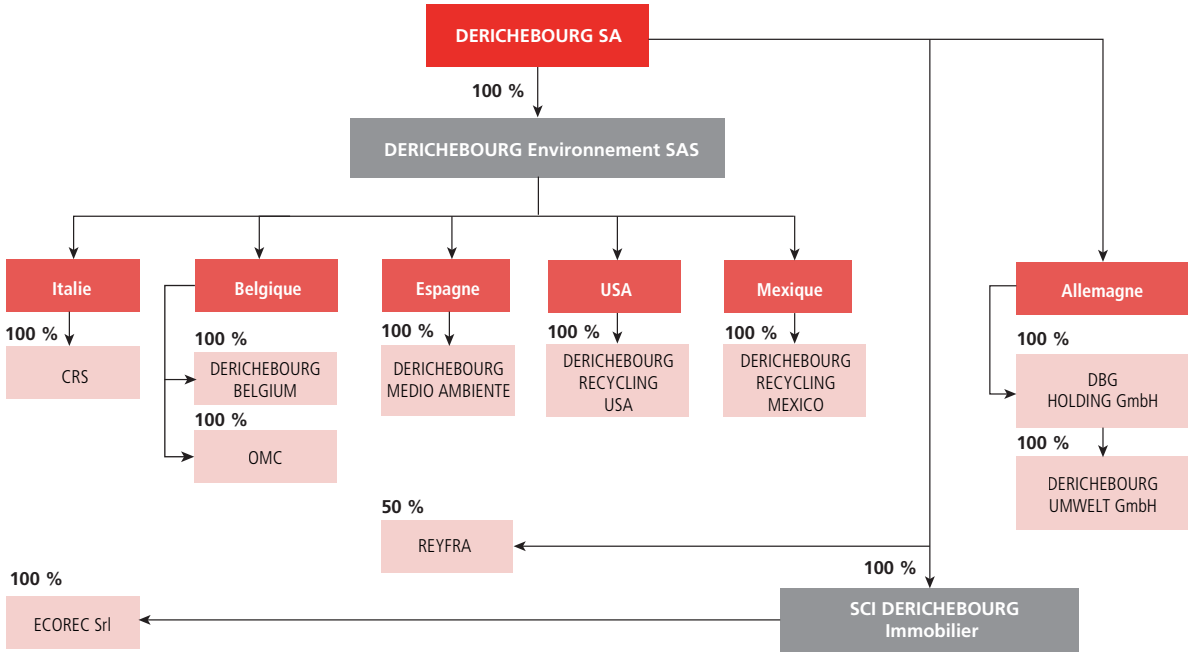 DERICHEBOURG SA
100 %
DERICHEBOURG Environnement SAS
Italie
Belgique
Espagne
USA
Mexique
Allemagne
100 %
CRS
100 %
DERICHEBOURG
BELGIUM
100 %
OMC
100 %
DERICHEBOURG
MEDIO AMBIENTE
100 %
DERICHEBOURG
RECYCLING
USA
100 %
DERICHEBOURG
RECYCLING
MEXICO
100 %
DBG
HOLDING GmbH
100 %
DERICHEBOURG
UMWELT GmbH
50 %
REYFRA
100 %
SCI DERICHEBOURG
Immobilier
100 %
ECOREC Srl